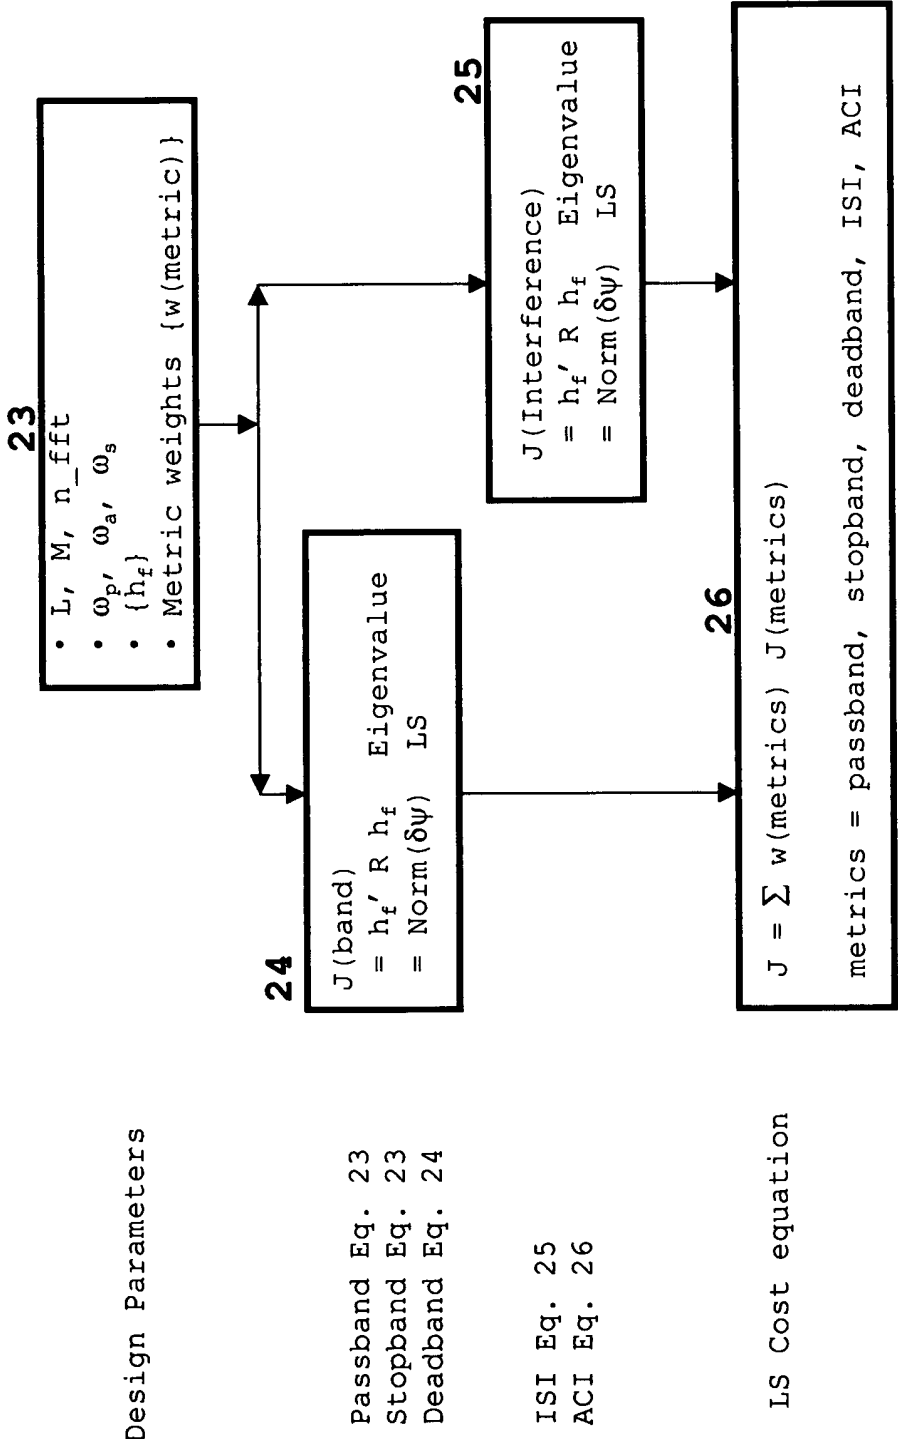 23
• L, M, n_fft
• ωp, ωa, ωs
• {hf}
• Metric weights {w(metric)}
Design Parameters
24
J(band)
= hf′ R hf Eigenvalue
= Norm(δψ) LS
Passband Eq. 23
Stopband Eq. 23
Deadband Eq. 24
25
J(Interference)
= hf′ R hf Eigenvalue
= Norm(δψ) LS
ISI Eq. 25
ACI Eq. 26
26
J = ∑ w(metrics) J(metrics)
metrics = passband, stopband, deadband, ISI, ACI
LS Cost equation